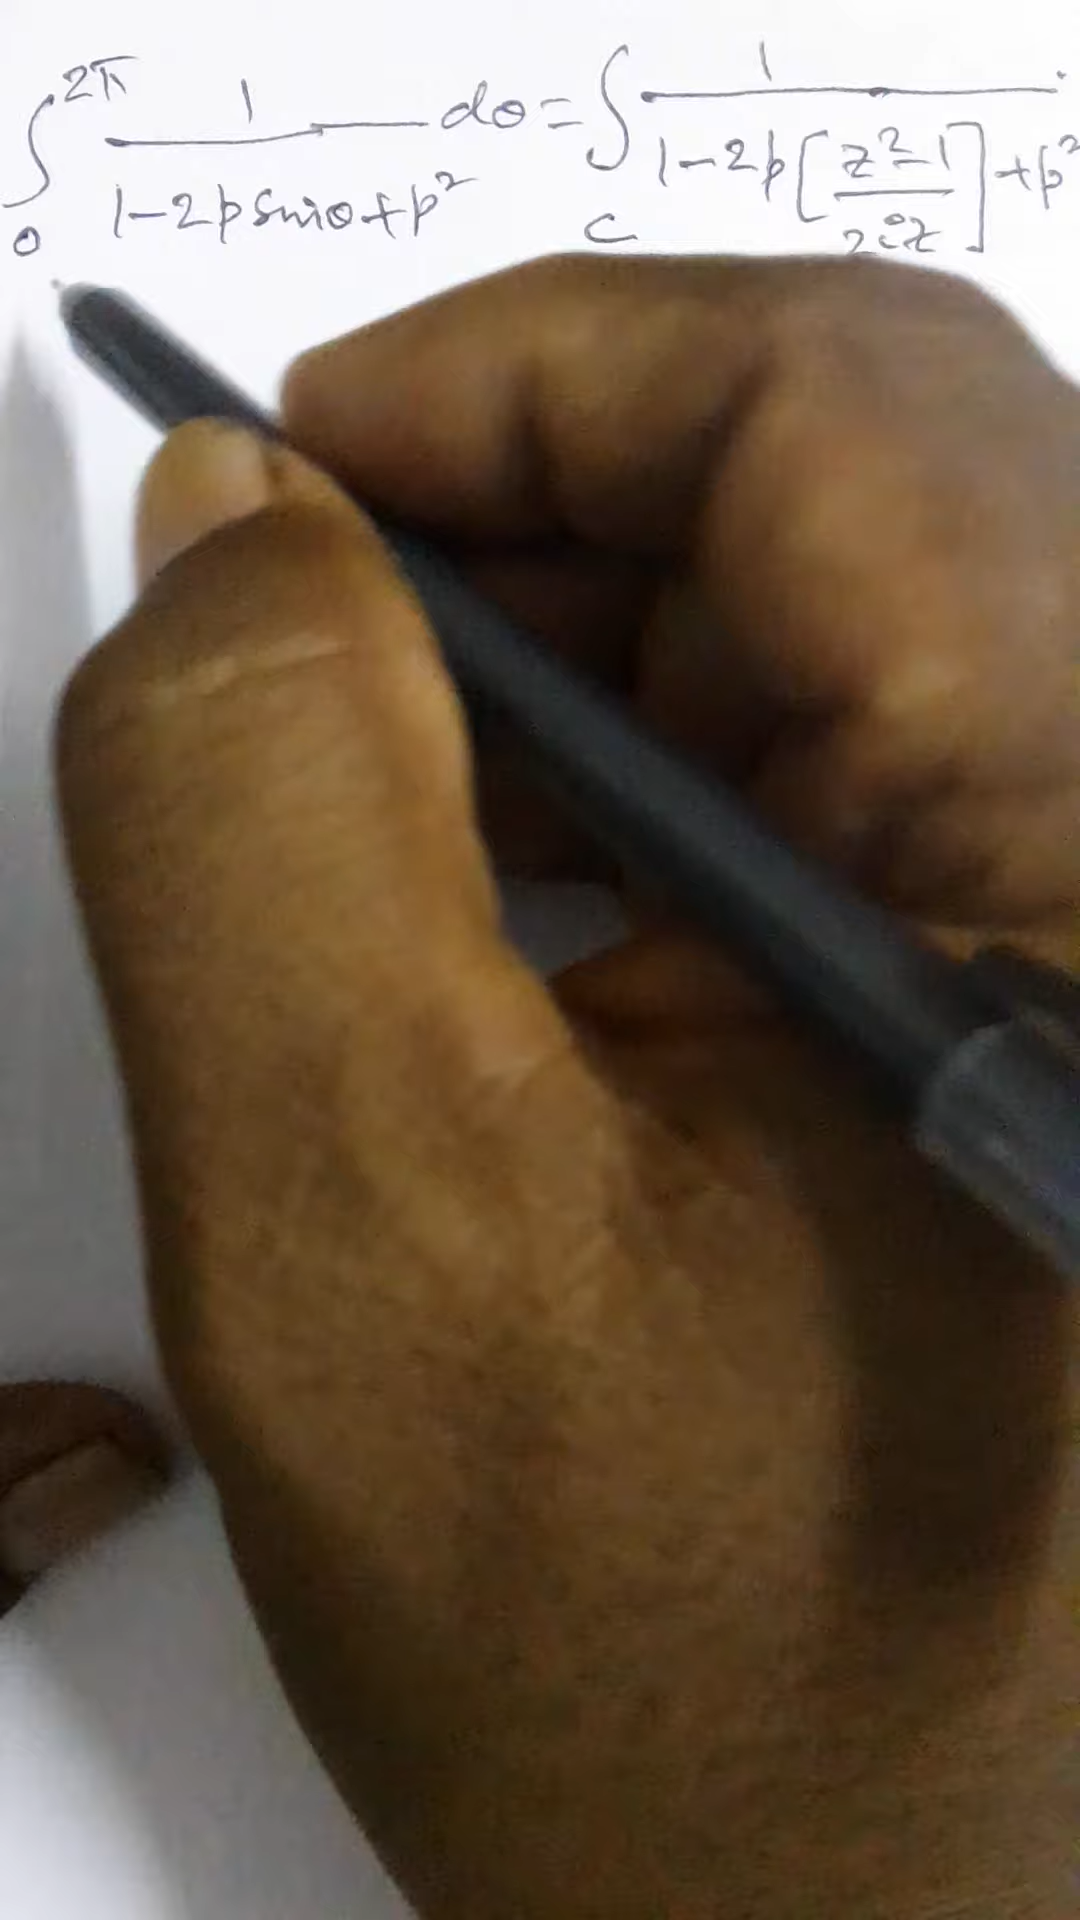 ∫₀^{2π} 1/(1-2p sinθ+p²) dθ = ∫_C 1/(1-2p[(z²-1)/(2iz)]+p²